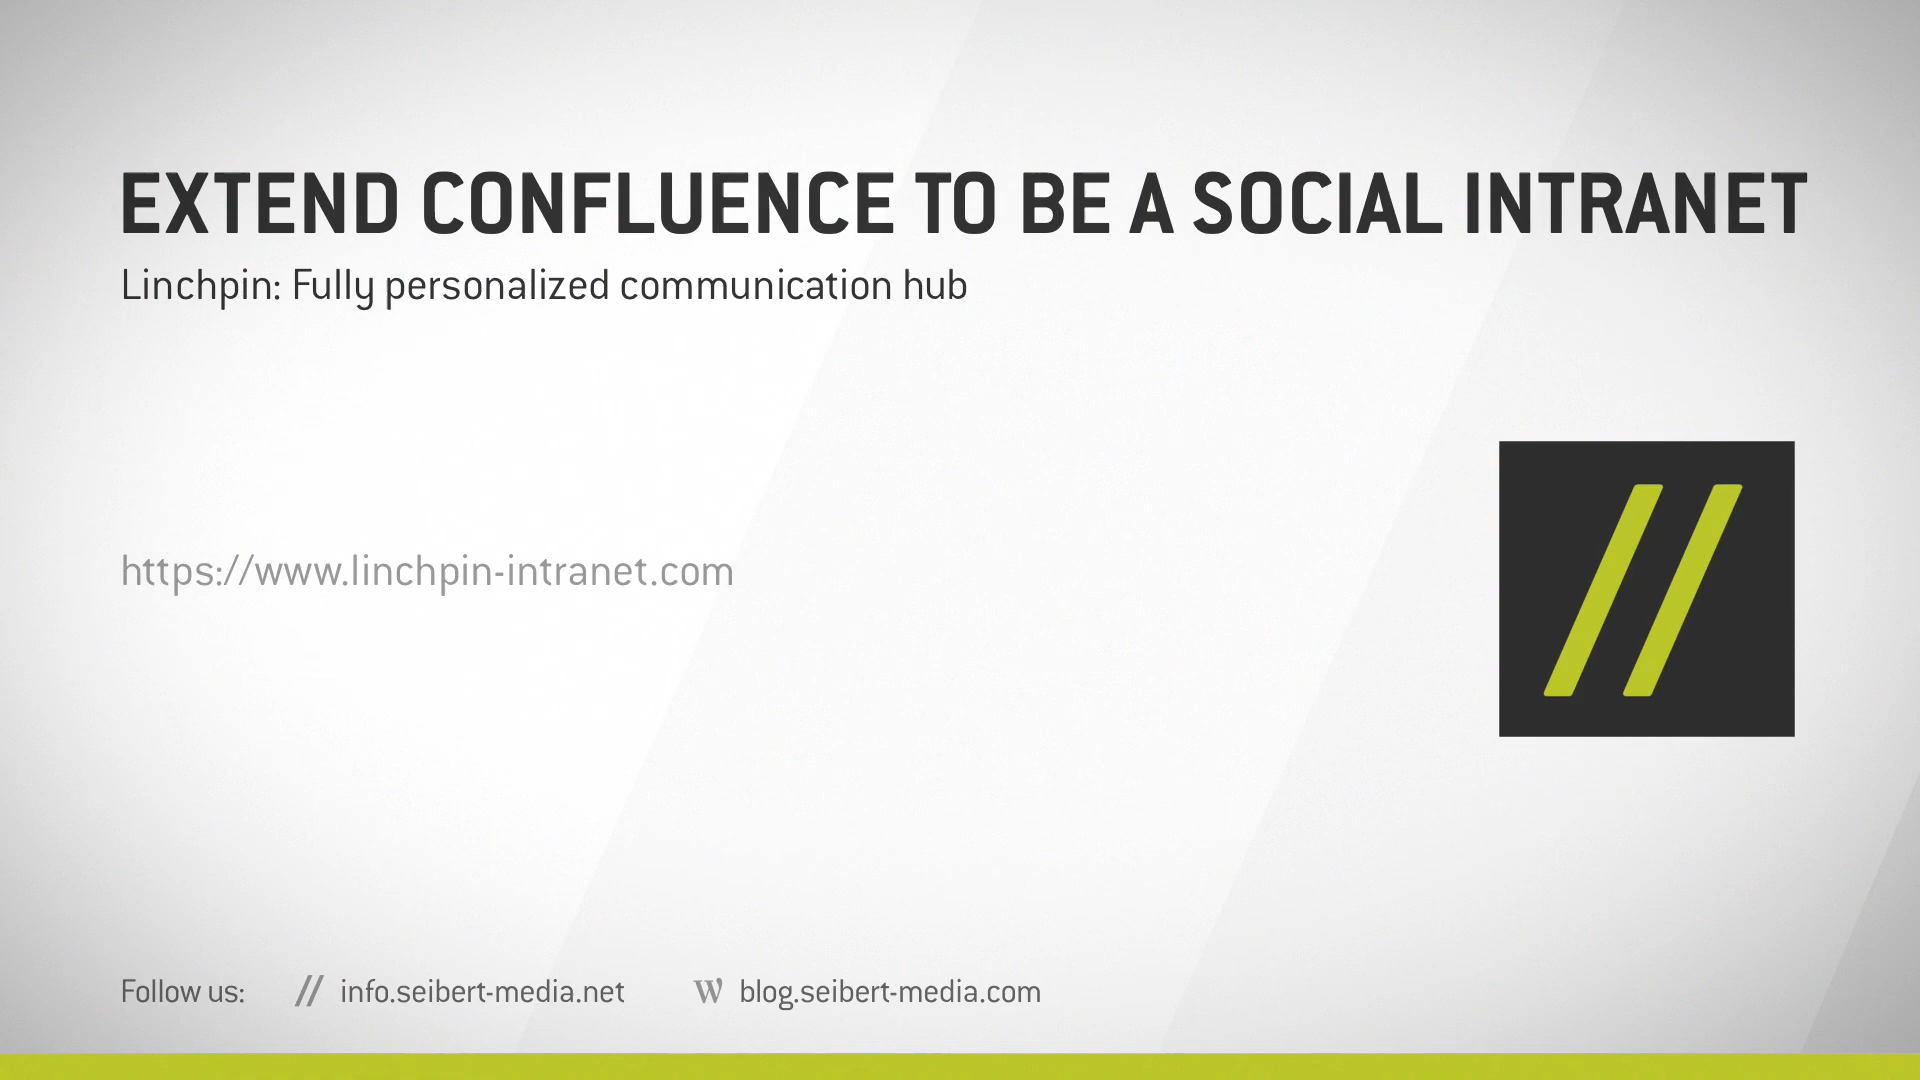 EXTEND CONFLUENCE TO BE A SOCIAL INTRANET
Linchpin: Fully personalized communication hub
https://www.linchpin-intranet.com
Follow us: // info.seibert-media.net W blog.seibert-media.com